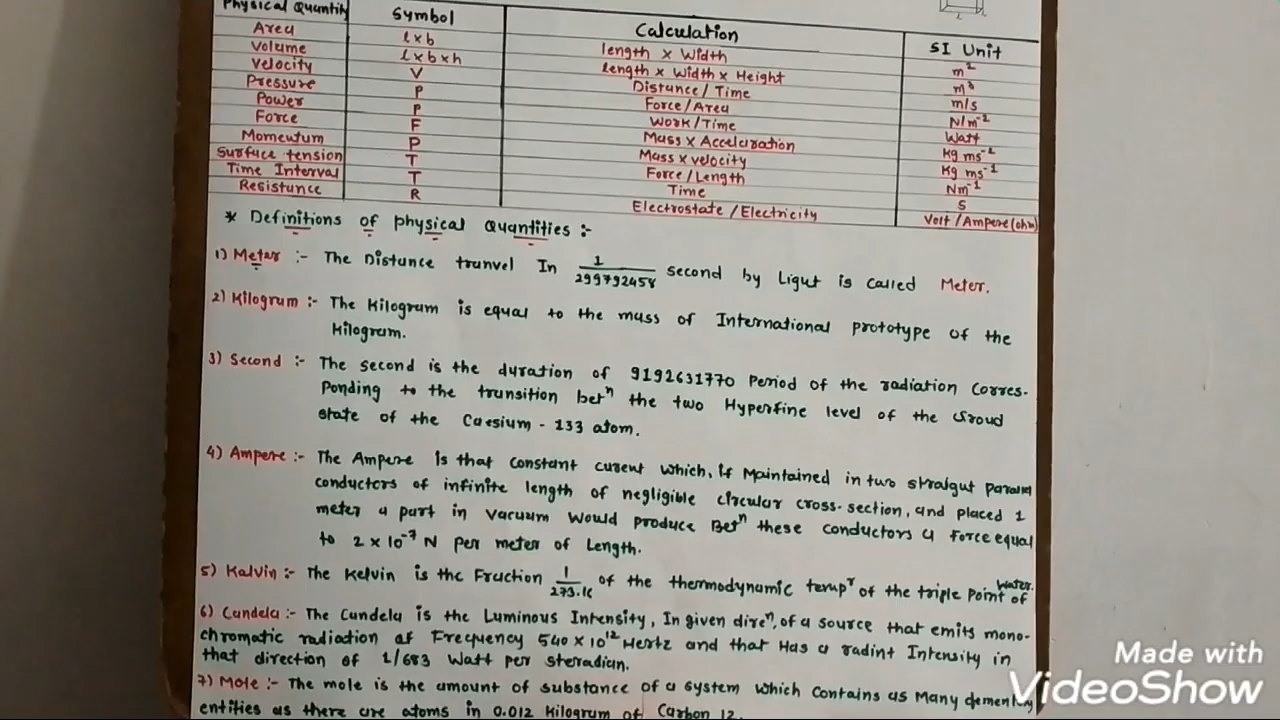 Physical Quantity Symbol Calculation SI Unit
Area l x b length x Width m²
Volume l x b x h length x Width x Height m³
Velocity V Distance / Time m/s
Pressure P Force / Area N/m⁻²
Power P Work / Time Watt
Force F Mass x Acceleration Kg ms⁻²
Momentum P Mass x velocity Kg ms⁻¹
Surface tension T Force / Length Nm⁻¹
Time Interval T Time S
Resistance R Electrostate / Electricity Volt / Ampere (ohm)
* Definitions of physical Quantities :-
1) Meter :- The Distance trunvel In 1/299792458 second by Ligut is called Meter.
2) Kilogram :- The Kilogram is equal to the mass of International prototype of the
Kilogram.
3) Second :- The second is the duration of 9192631770 Period of the radiation Corres-
Ponding to the transition betⁿ the two Hyperfine level of the Groud
state of the Caesium - 133 atom.
4) Ampere :- The Ampere is that constant curent which, if Maintained in two straigut
conductors of infinite length of negligible circular cross-section, and placed 1
meter a part in Vacuum Would produce Betⁿ these conductors a Force equal
to 2 x 10⁻⁷ N per meter of Length.
5) Kalvin :- The Kelvin is the Fraction 1/273.16 of the thermodynamic tempʳ of the triple Point of Water.
6) Candela :- The Candela is the Luminous Intensity, In given direⁿ, of a source that emits mono-
chromatic radiation of Frequency 540 x 10¹² Hertz and that Has a radint Intensity in
that direction of 1/683 Watt per steradian.
7) Mole :- The mole is the amount of substance of a system which contains as Many
entities as there are atoms in 0.012 Kilogram of Carbon 12.
Made with
VideoShow